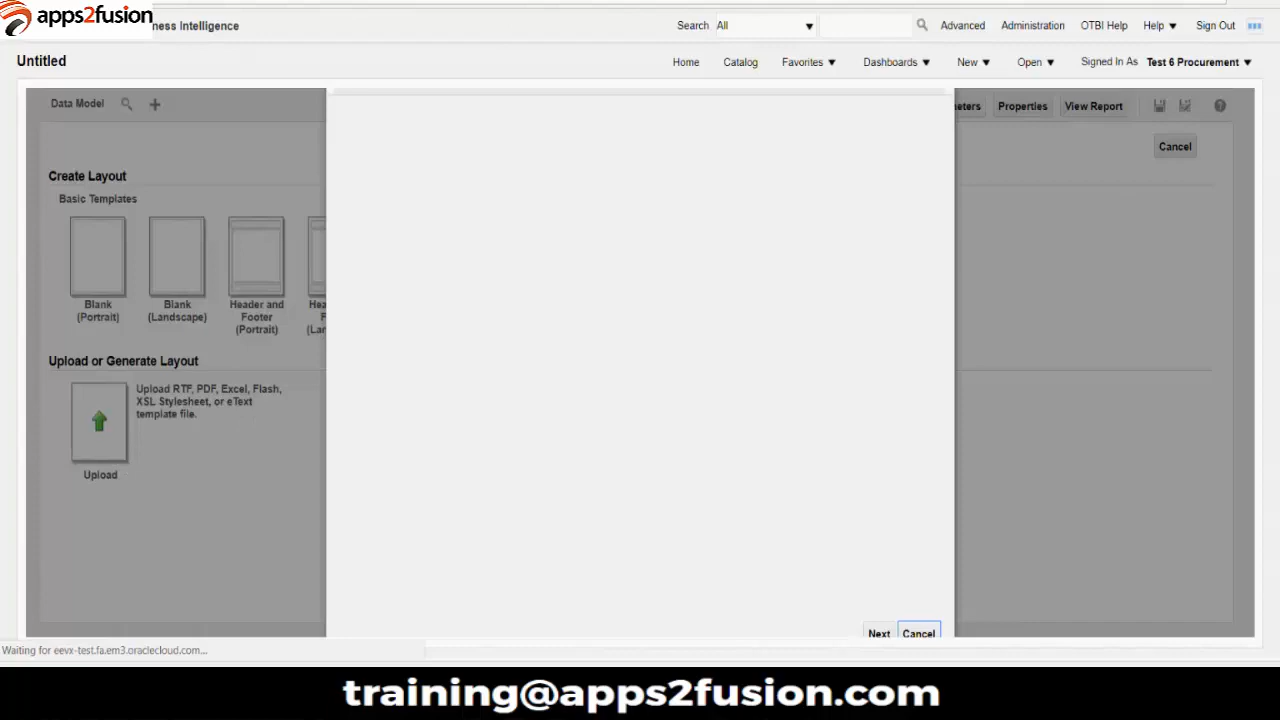 apps2fusion
ness Intelligence
Search All Advanced Administration OTBI Help Help Sign Out
Untitled
Home Catalog Favorites Dashboards New Open Signed In As Test 6 Procurement
Data Model
eters Properties View Report
Cancel
Create Layout
Basic Templates
Blank
(Portrait)
Blank
(Landscape)
Header and
Footer
(Portrait)
Hea
F
(Lar
Upload or Generate Layout
Upload RTF, PDF, Excel, Flash,
XSL Stylesheet, or eText
template file.
Upload
Next Cancel
Waiting for eevx-test.fa.em3.oraclecloud.com...
training@apps2fusion.com